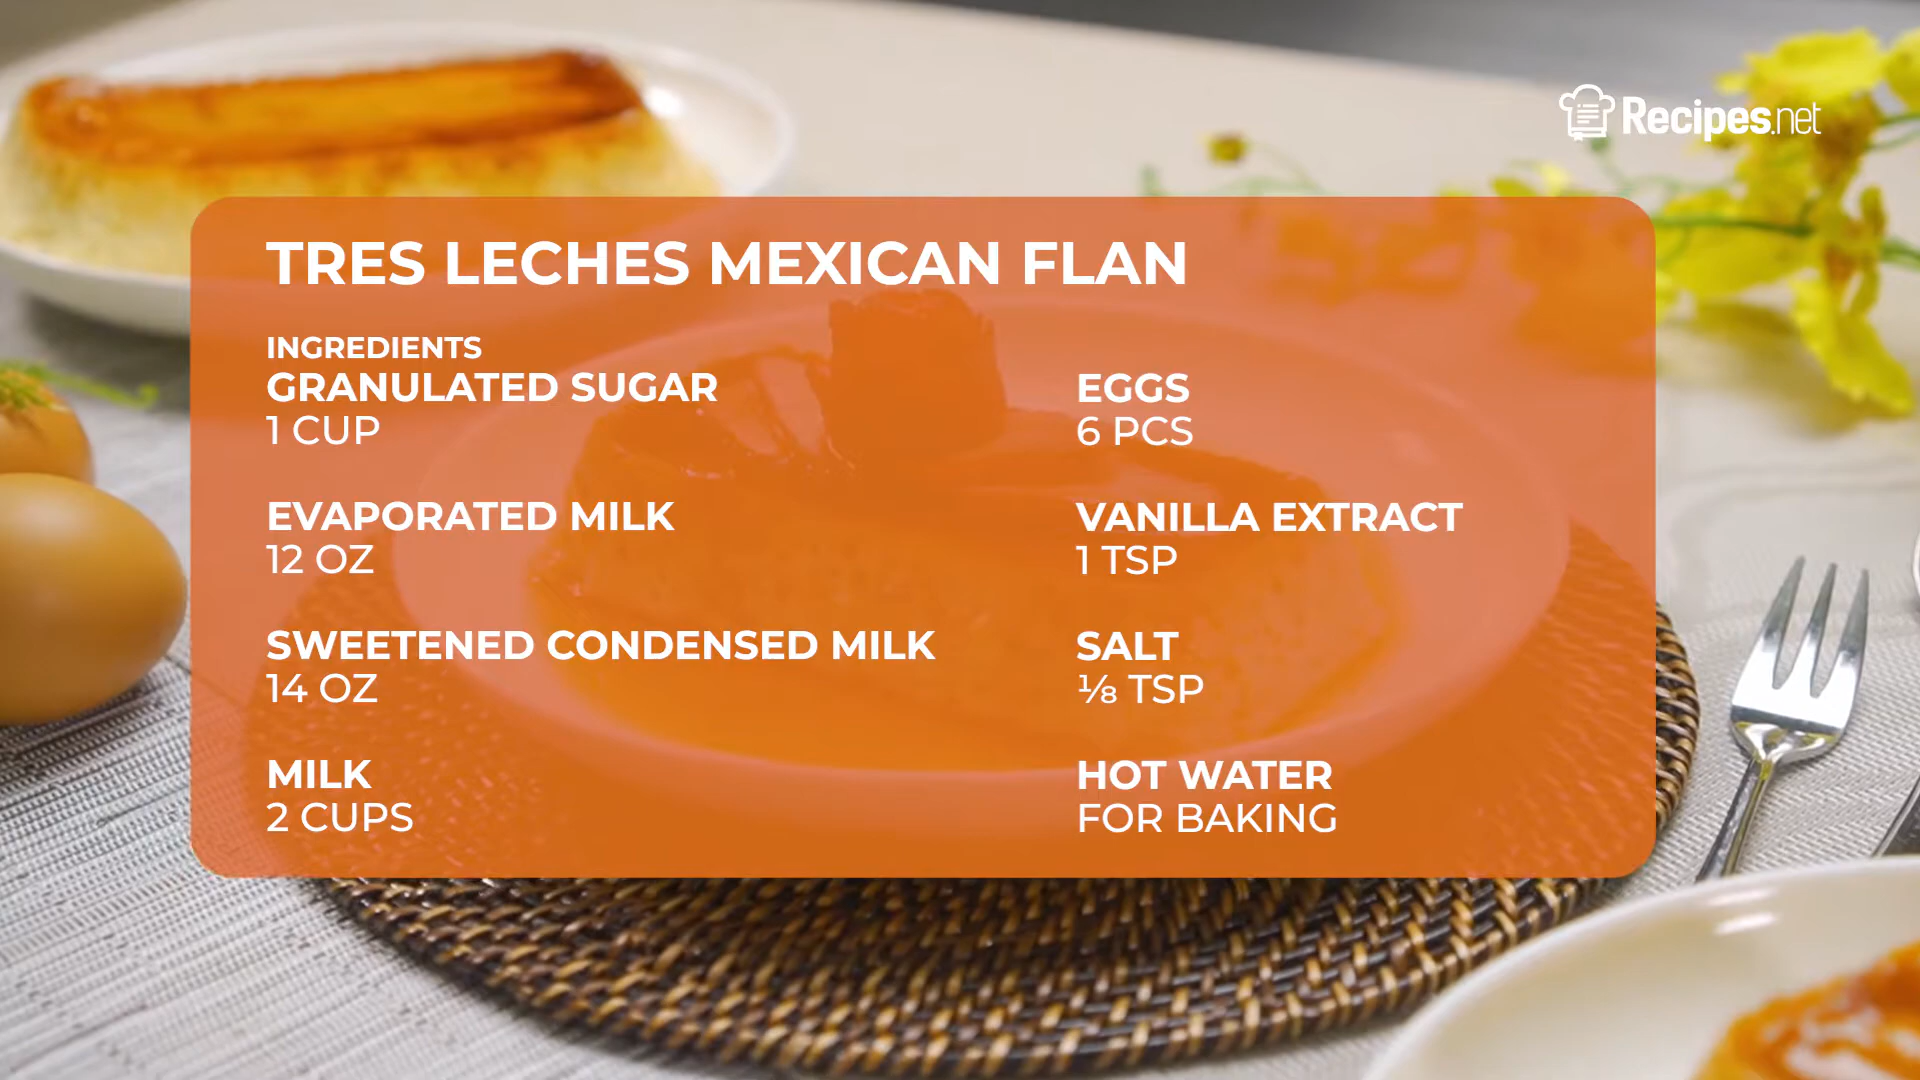 Recipes.net
TRES LECHES MEXICAN FLAN
INGREDIENTS
GRANULATED SUGAR
1 CUP
EVAPORATED MILK
12 OZ
SWEETENED CONDENSED MILK
14 OZ
MILK
2 CUPS
EGGS
6 PCS
VANILLA EXTRACT
1 TSP
SALT
⅛ TSP
HOT WATER
FOR BAKING